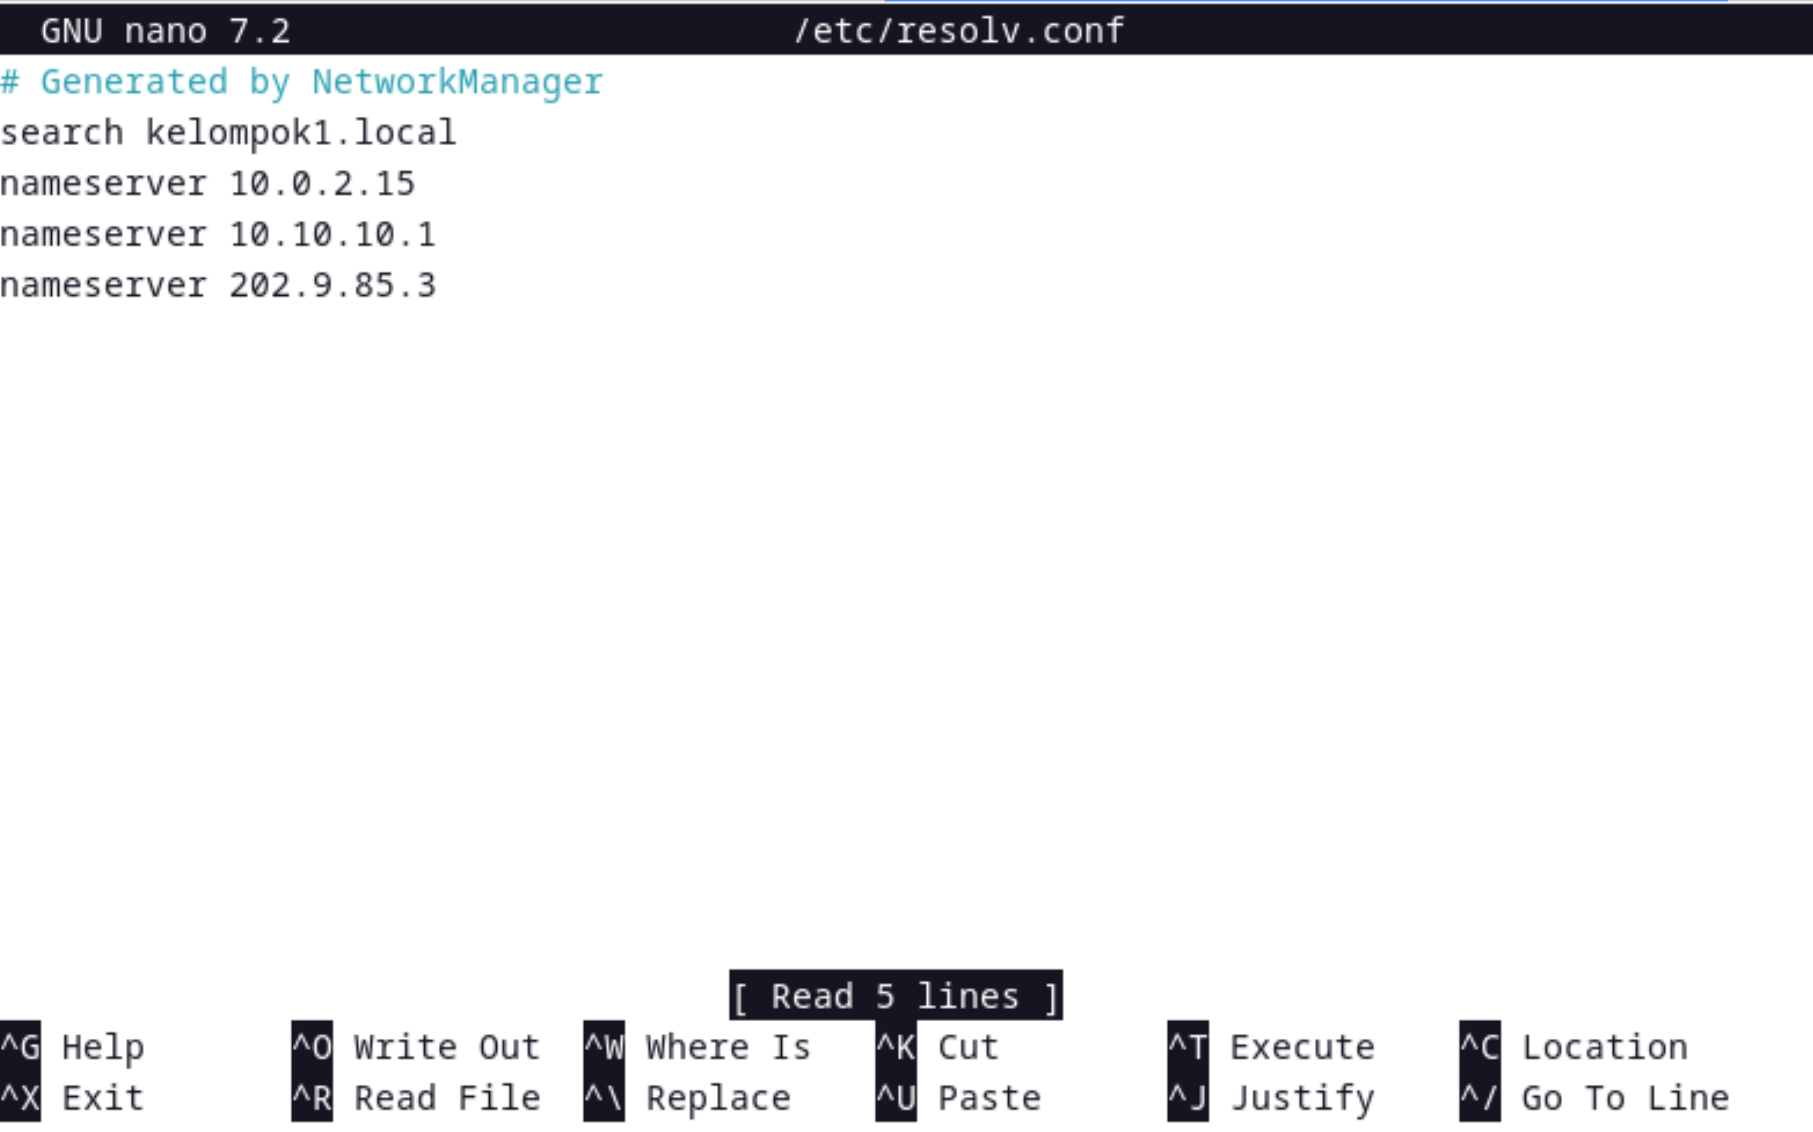 GNU nano 7.2 /etc/resolv.conf
# Generated by NetworkManager
search kelompok1.local
nameserver 10.0.2.15
nameserver 10.10.10.1
nameserver 202.9.85.3
[ Read 5 lines ]
^G Help ^O Write Out ^W Where Is ^K Cut ^T Execute ^C Location
^X Exit ^R Read File ^\ Replace ^U Paste ^J Justify ^/ Go To Line